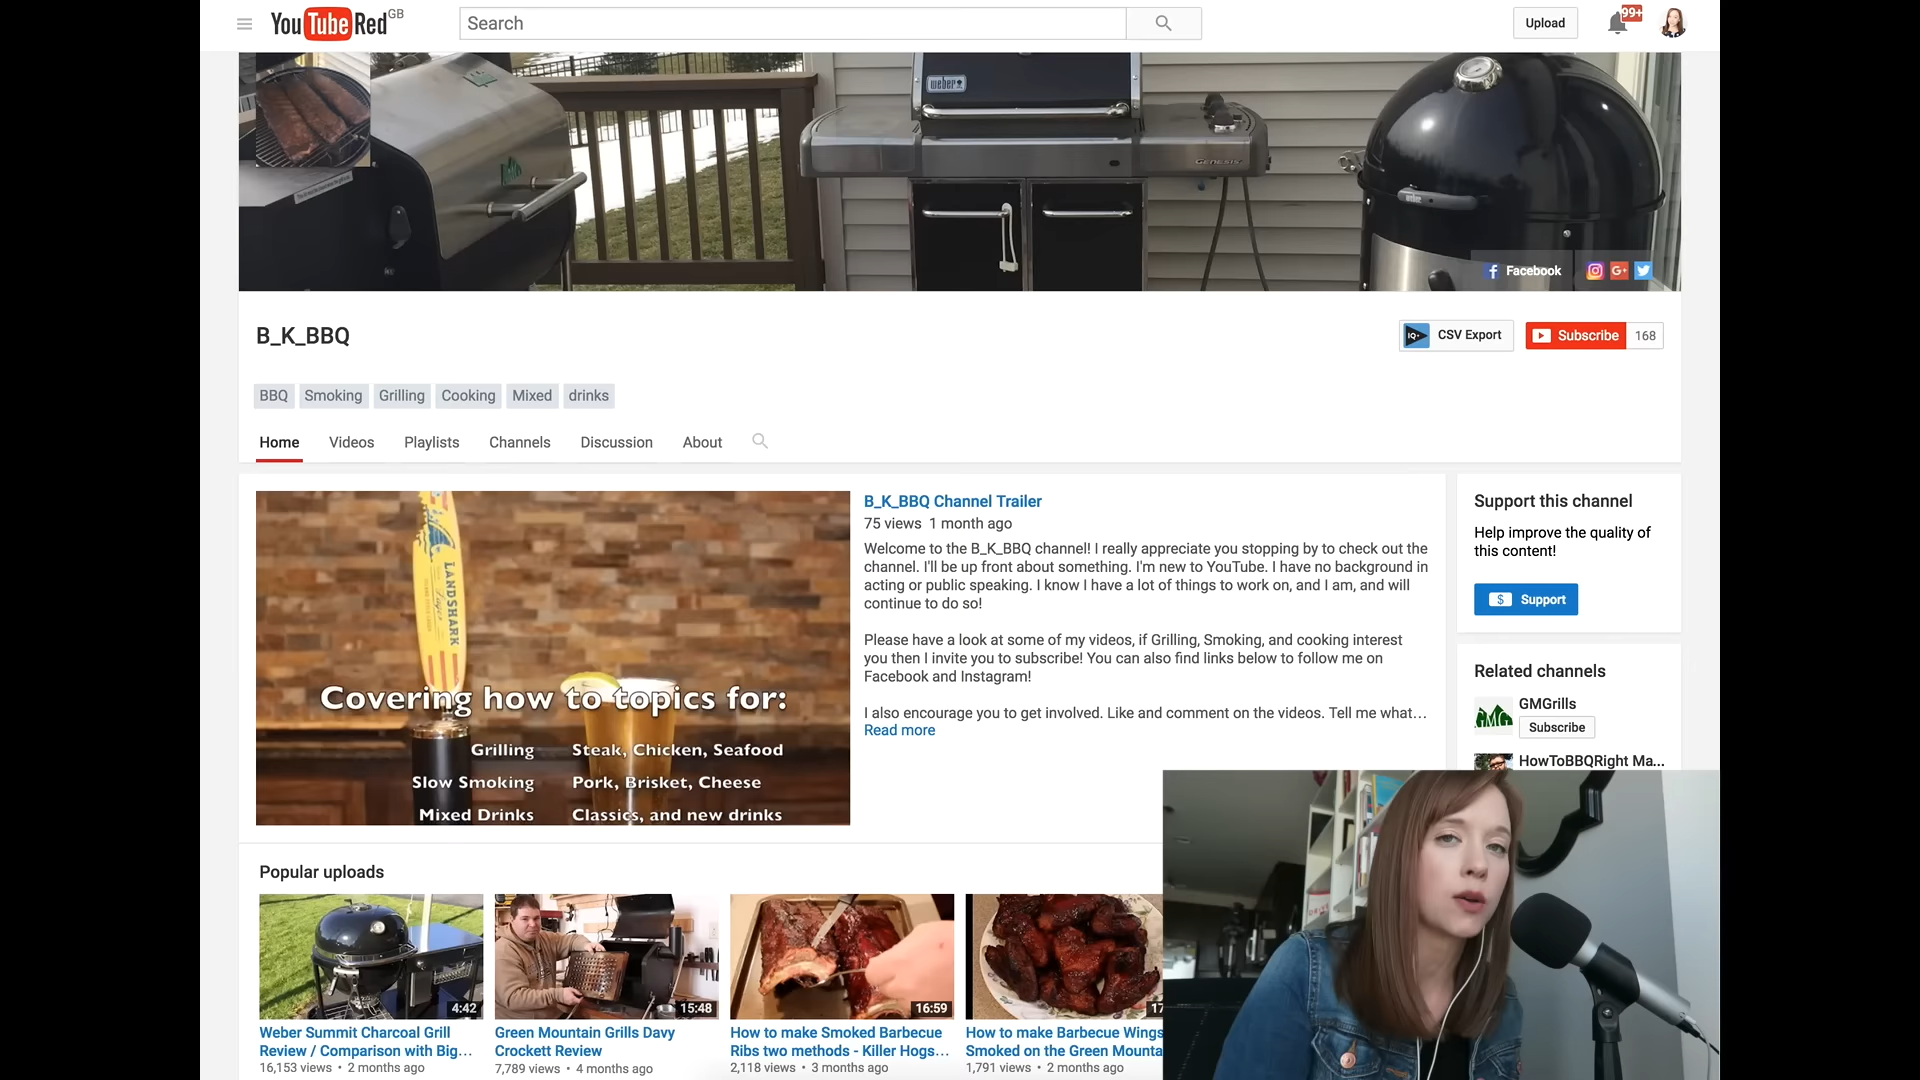 YouTube Red GB
Search
Upload
99+
weber
GENESIS
weber
Facebook
G+
B_K_BBQ
IQ+ CSV Export
Subscribe 168
BBQ Smoking Grilling Cooking Mixed drinks
Home Videos Playlists Channels Discussion About
LANDSHARK
Lager
Covering how to topics for:
Grilling Steak, Chicken, Seafood
Slow Smoking Pork, Brisket, Cheese
Mixed Drinks Classics, and new drinks
B_K_BBQ Channel Trailer
75 views 1 month ago
Welcome to the B_K_BBQ channel! I really appreciate you stopping by to check out the
channel. I'll be up front about something. I'm new to YouTube. I have no background in
acting or public speaking. I know I have a lot of things to work on, and I am, and will
continue to do so!
Please have a look at some of my videos, if Grilling, Smoking, and cooking interest
you then I invite you to subscribe! You can also find links below to follow me on
Facebook and Instagram!
I also encourage you to get involved. Like and comment on the videos. Tell me what…
Read more
Support this channel
Help improve the quality of
this content!
$ Support
Related channels
GMG
GMGrills
Subscribe
HowToBBQRight Ma...
Popular uploads
4:42
Weber Summit Charcoal Grill
Review / Comparison with Big…
16,153 views • 2 months ago
15:48
Green Mountain Grills Davy
Crockett Review
7,789 views • 4 months ago
16:59
How to make Smoked Barbecue
Ribs two methods - Killer Hogs…
2,118 views • 3 months ago
17
How to make Barbecue Wings
Smoked on the Green Mounta
1,791 views • 2 months ago